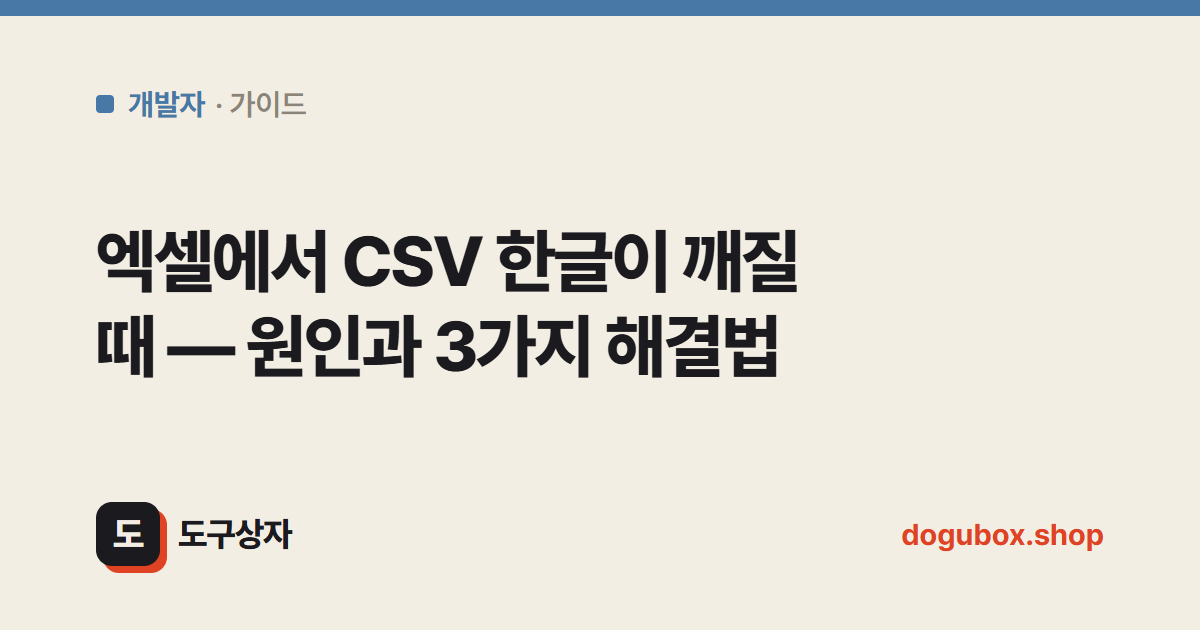 개발자 · 가이드
엑셀에서 CSV 한글이 깨질
때 — 원인과 3가지 해결법
도 도구상자
dogubox.shop